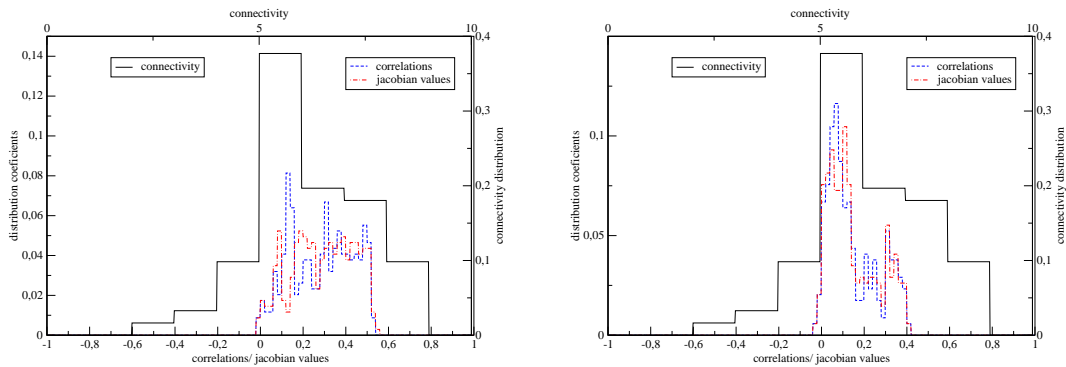 connectivity
0 5 10
0,14
0,12
0,1
0,08
0,06
0,04
0,02
0
distribution coeficients
connectivity
correlations
jacobian values
0,4
0,3
0,2
0,1
0
connectivity distribution
-1 -0,8 -0,6 -0,4 -0,2 0 0,2 0,4 0,6 0,8 1
correlations/ jacobian values
connectivity
0 5 10
0,1
0,05
0
distribution coeficients
connectivity
correlations
jacobian values
0,4
0,3
0,2
0,1
0
connectivity distribution
-1 -0,8 -0,6 -0,4 -0,2 0 0,2 0,4 0,6 0,8 1
correlations/ jacobian values